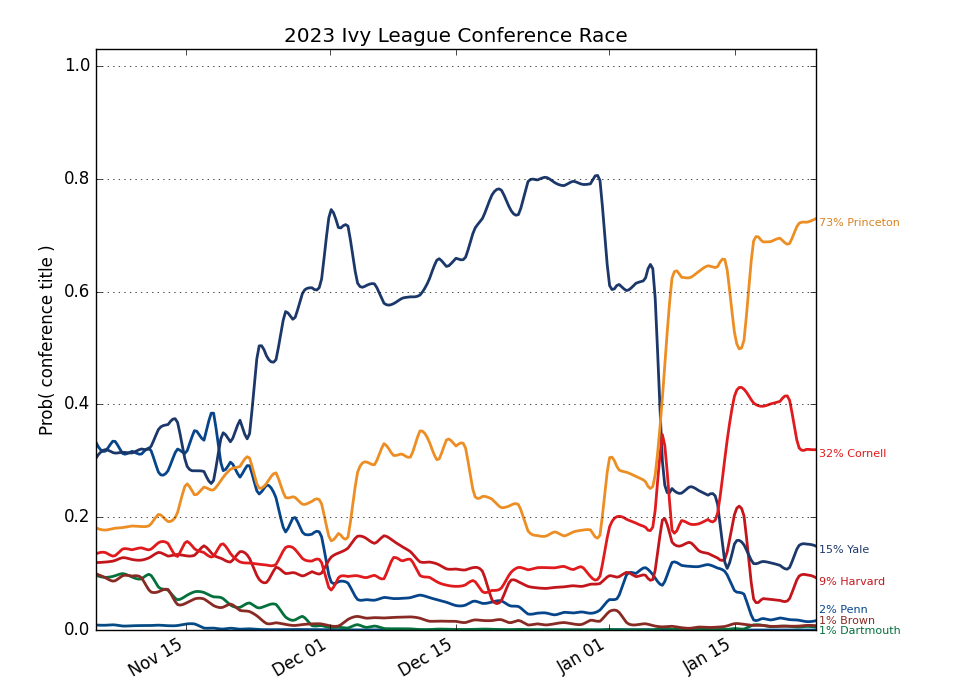 2023 Ivy League Conference Race
Prob( conference title )
1.0
0.8
0.6
0.4
0.2
0.0
Nov 15
Dec 01
Dec 15
Jan 01
Jan 15
73% Princeton
32% Cornell
15% Yale
9% Harvard
2% Penn
1% Brown
1% Dartmouth